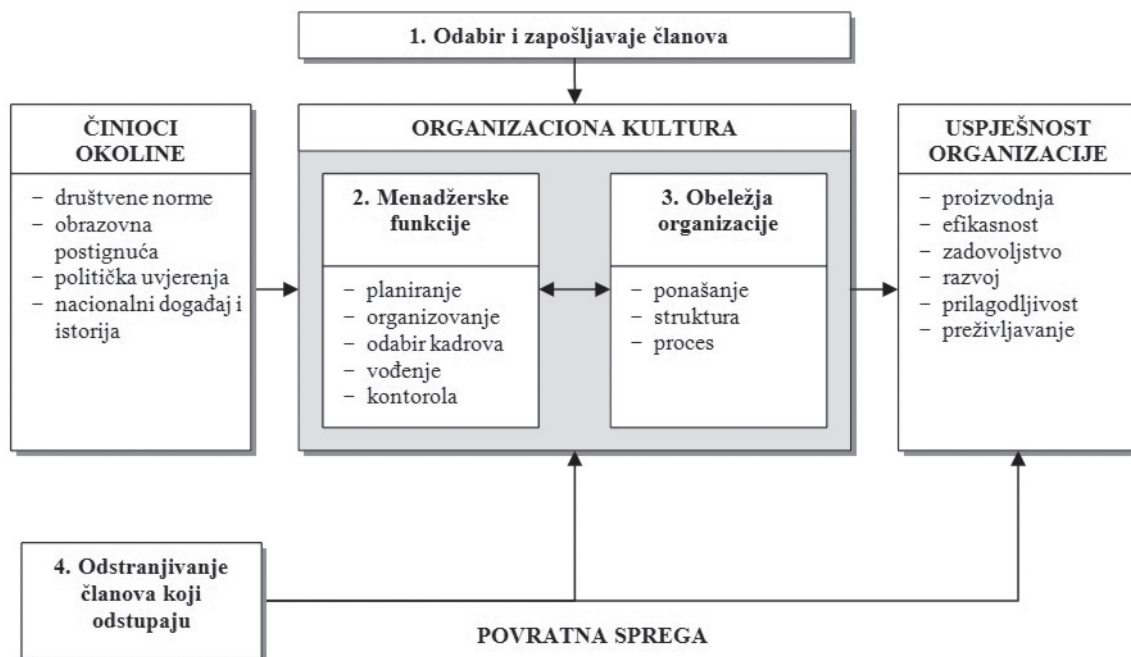 1. Odabir i zapošljavaje članova
ČINIOCI
OKOLINE
– društvene norme
– obrazovna
postignuća
– politička uvjerenja
– nacionalni događaj i
istorija
ORGANIZACIONA KULTURA
2. Menadžerske
funkcije
– planiranje
– organizovanje
– odabir kadrova
– vođenje
– kontorola
3. Obeležja
organizacije
– ponašanje
– struktura
– proces
USPJEŠNOST
ORGANIZACIJE
– proizvodnja
– efikasnost
– zadovoljstvo
– razvoj
– prilagodljivost
– preživljavanje
4. Odstranjivanje
članova koji
odstupaju
POVRATNA SPREGA